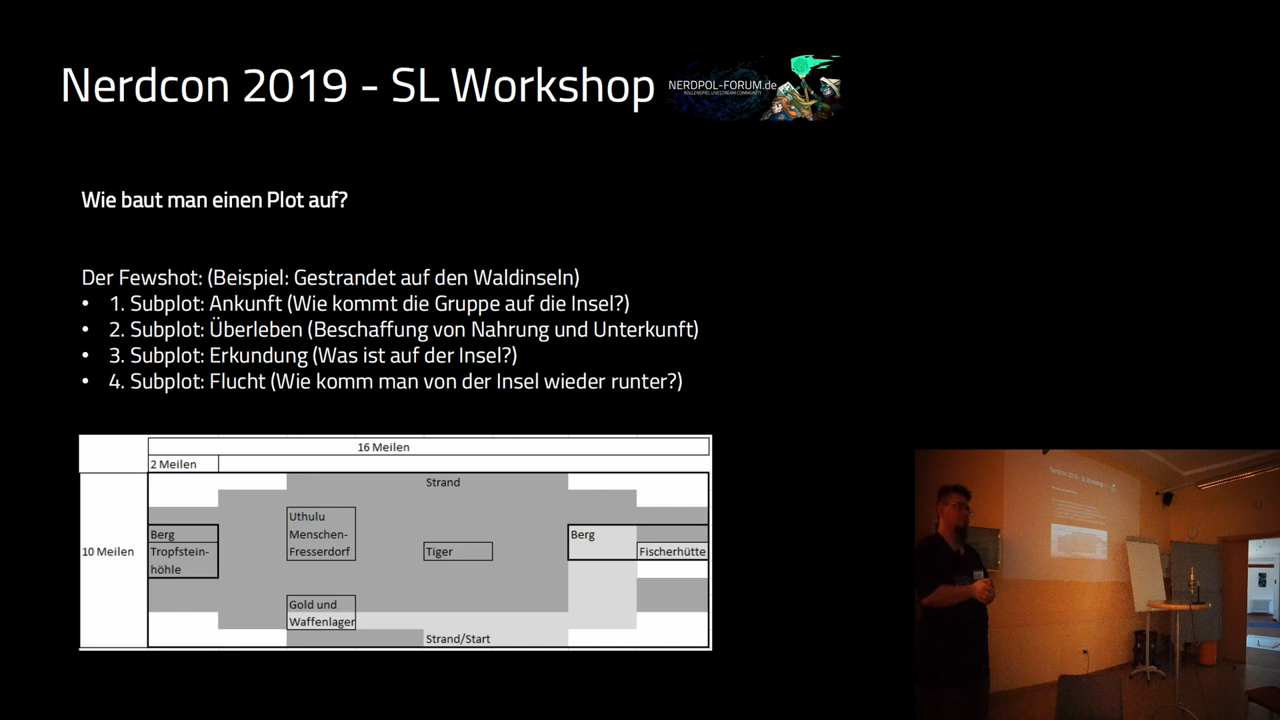 Nerdcon 2019 - SL Workshop
NERDPOL-FORUM.de
ROLLENSPIEL LIVESTREAM COMMUNITY
Wie baut man einen Plot auf?
Der Fewshot: (Beispiel: Gestrandet auf den Waldinseln)
• 1. Subplot: Ankunft (Wie kommt die Gruppe auf die Insel?)
• 2. Subplot: Überleben (Beschaffung von Nahrung und Unterkunft)
• 3. Subplot: Erkundung (Was ist auf der Insel?)
• 4. Subplot: Flucht (Wie komm man von der Insel wieder runter?)
16 Meilen
2 Meilen
Strand
Uthulu
Menschen-
Fresserdorf
Berg
Tropfstein-
höhle
10 Meilen
Tiger
Berg
Fischerhütte
Gold und
Waffenlager
Strand/Start
Nerdcon 2019 - SL Workshop